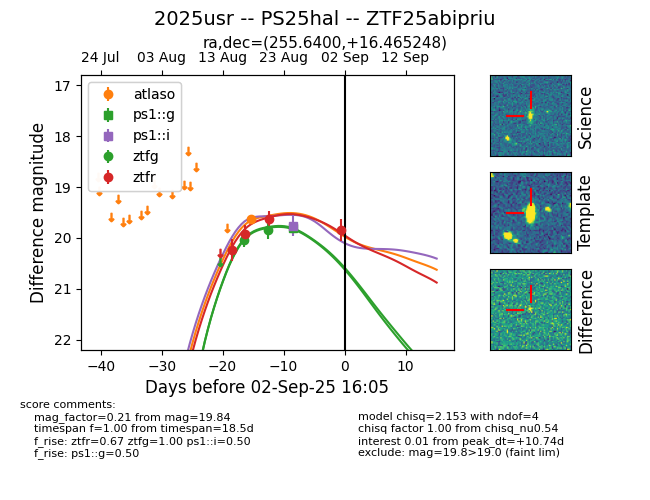 2025usr -- PS25hal -- ZTF25abipriu
ra,dec=(255.6400,+16.465248)
24 Jul 03 Aug 13 Aug 23 Aug 02 Sep 12 Sep
17
18
19
20
21
22
Difference magnitude
atlaso
ps1::g
ps1::i
ztfg
ztfr
−40 −30 −20 −10 0 10
Days before 02-Sep-25 16:05
Science
Template
Difference
score comments:
mag_factor=0.21 from mag=19.84
timespan f=1.00 from timespan=18.5d
f_rise: ztfr=0.67 ztfg=1.00 ps1::i=0.50
f_rise: ps1::g=0.50
model chisq=2.153 with ndof=4
chisq factor 1.00 from chisq_nu0.54
interest 0.01 from peak_dt=+10.74d
exclude: mag=19.8>19.0 (faint lim)